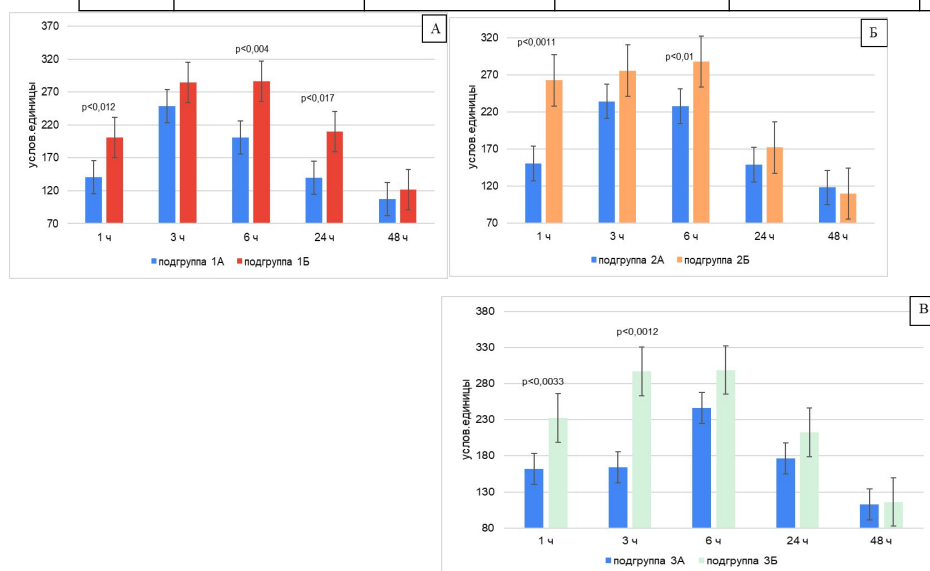 А
370
320
270
220
170
120
70
услов.единицы
p<0,012
p<0,004
p<0,017
1 ч
3 ч
6 ч
24 ч
48 ч
подгруппа 1А
подгруппа 1Б
Б
320
270
220
170
120
70
услов.единицы
p<0,0011
p<0,01
1 ч
3 ч
6 ч
24 ч
48 ч
подгруппа 2А
подгруппа 2Б
В
380
330
280
230
180
130
80
услов.единицы
p<0,0033
p<0,0012
1 ч
3 ч
6 ч
24 ч
48 ч
подгруппа 3А
подгруппа 3Б